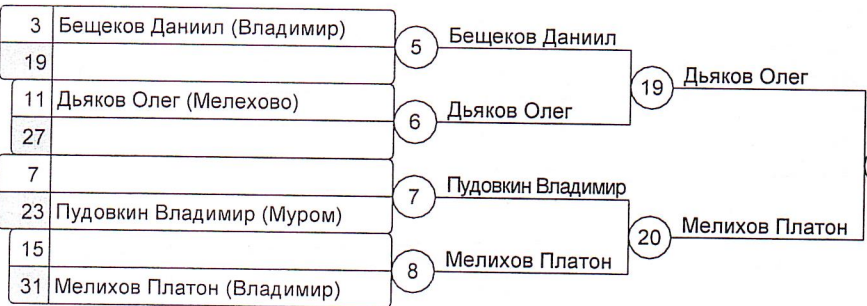 3 Бещеков Даниил (Владимир)
19
5 Бещеков Даниил
11 Дьяков Олег (Мелехово)
27
6 Дьяков Олег
19 Дьяков Олег
7
23 Пудовкин Владимир (Муром)
7 Пудовкин Владимир
15
31 Мелихов Платон (Владимир)
8 Мелихов Платон
20 Мелихов Платон